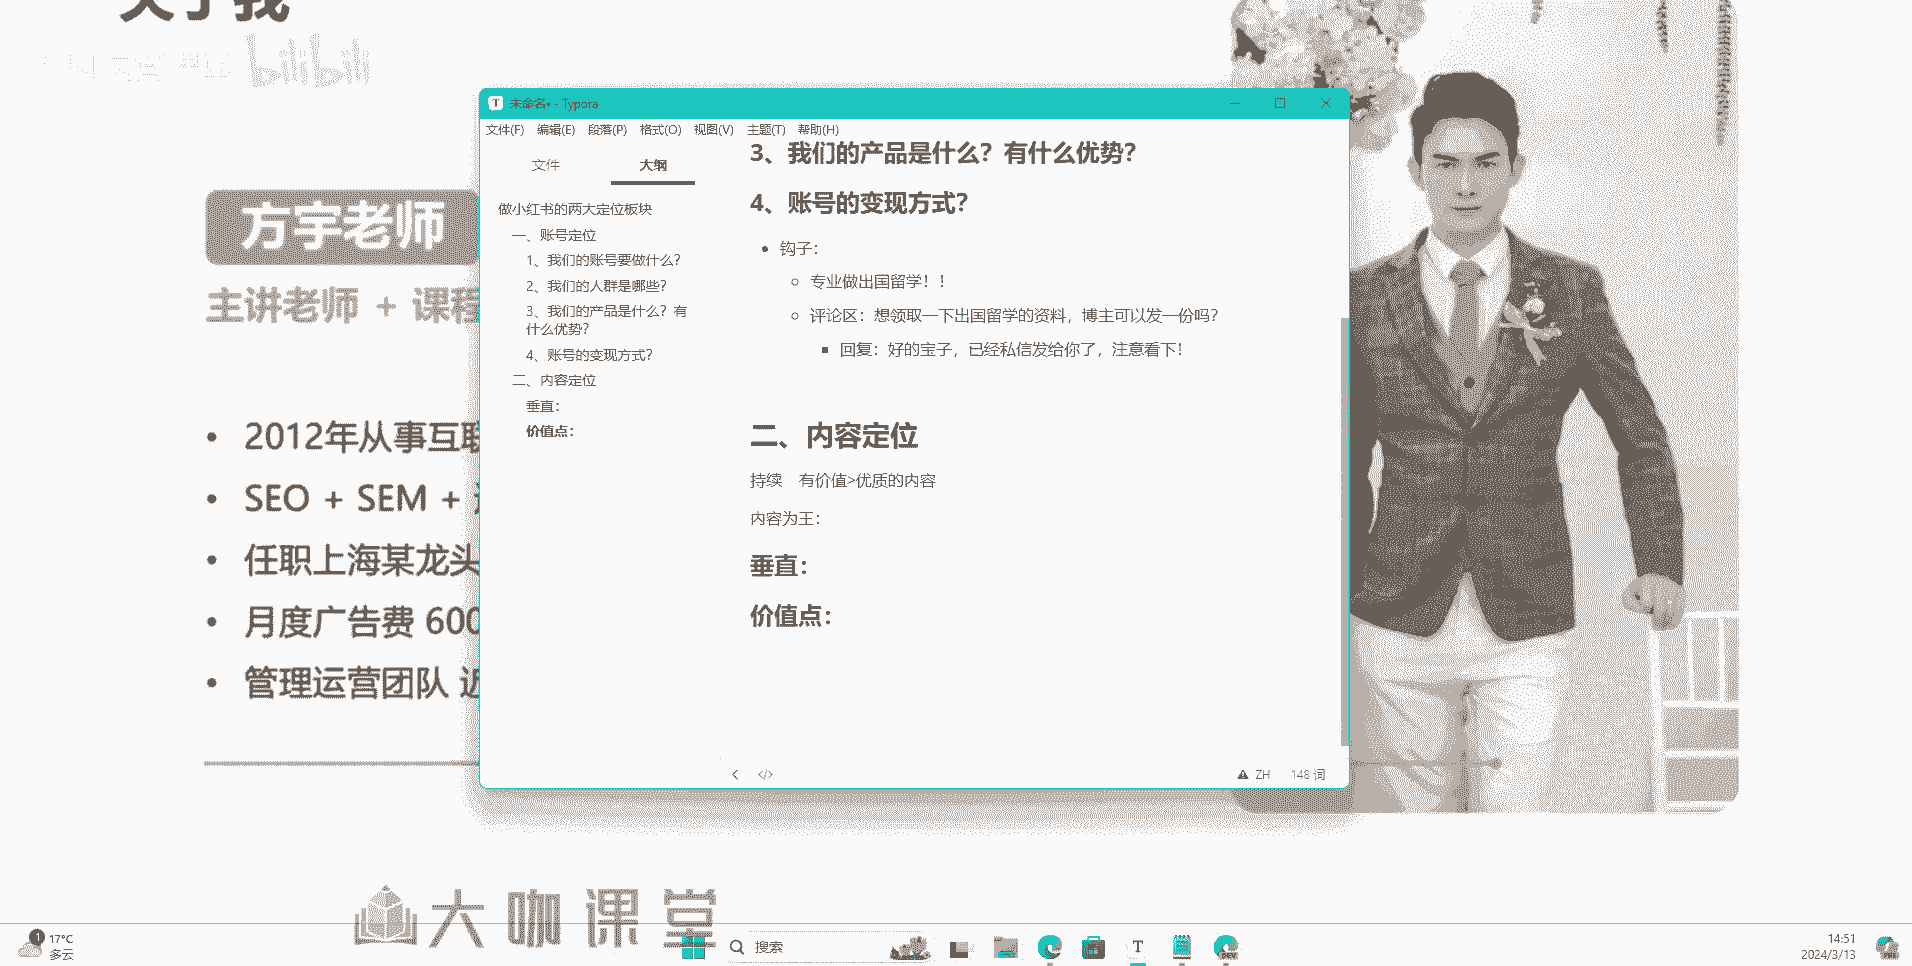 关于我
bilibili
方宇老师
主讲老师 + 课程
2012年从事互联
SEO + SEM +
任职上海某龙头
月度广告费 600
管理运营团队 近
未命名• - Typora
文件(F) 编辑(E) 段落(P) 格式(O) 视图(V) 主题(T) 帮助(H)
文件 大纲
做小红书的两大定位板块
一、账号定位
1、我们的账号要做什么？
2、我们的人群是哪些？
3、我们的产品是什么？有
什么优势？
4、账号的变现方式？
二、内容定位
垂直：
价值点：
3、我们的产品是什么？有什么优势？
4、账号的变现方式？
钩子：
专业做出国留学！！
评论区：想领取一下出国留学的资料，博主可以发一份吗？
回复：好的宝子，已经私信发给你了，注意看下！
二、内容定位
持续 有价值>优质的内容
内容为王：
垂直：
价值点：
ZH 148 词
大咖课堂
1
17°C
多云
搜索
T
DEV
14:51
2024/3/13
PRE